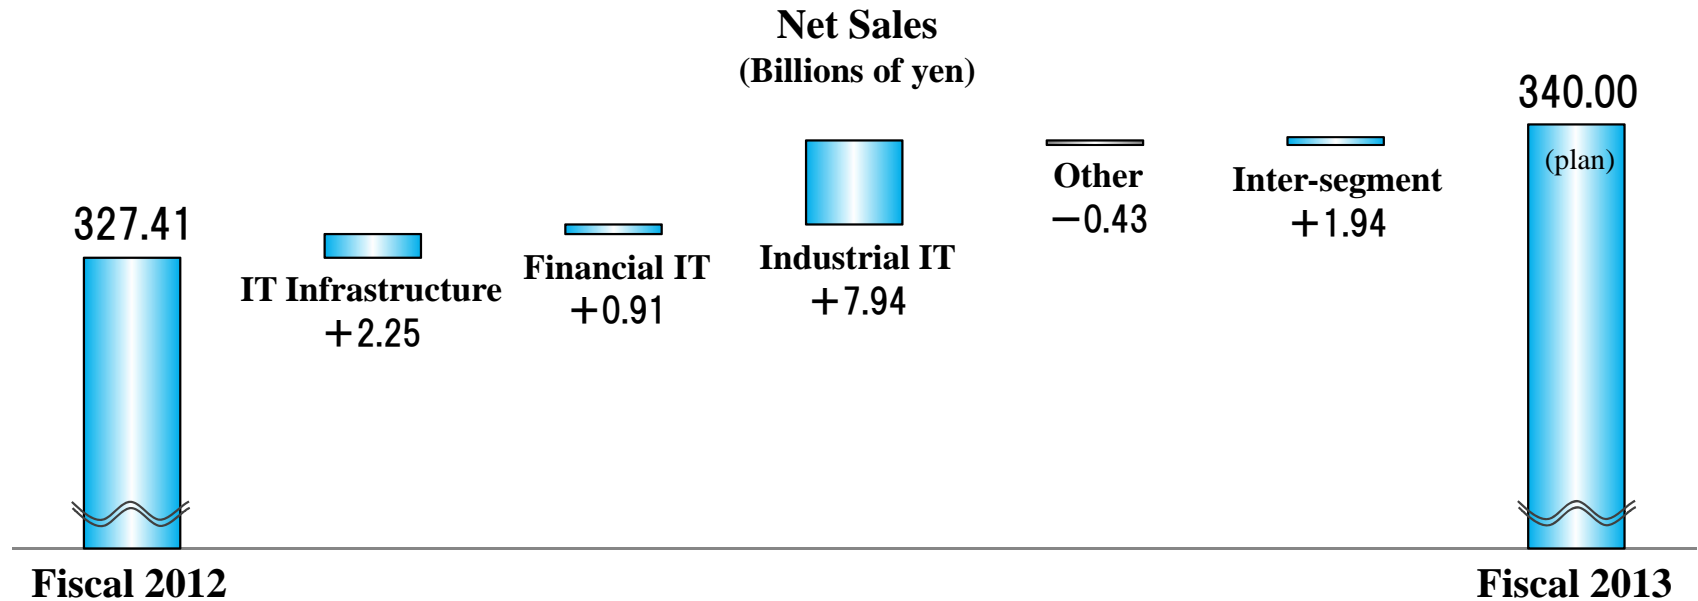 Net Sales
(Billions of yen)
327.41
IT Infrastructure
+2.25
Financial IT
+0.91
Industrial IT
+7.94
Other
−0.43
Inter-segment
+1.94
340.00
(plan)
Fiscal 2012
Fiscal 2013